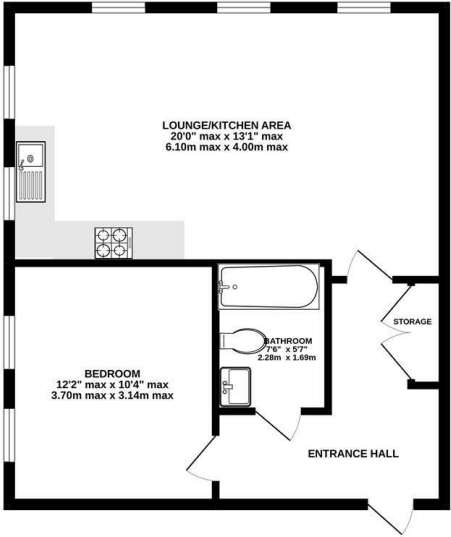 LOUNGE/KITCHEN AREA
20'0" max x 13'1" max
6.10m max x 4.00m max
STORAGE
BATHROOM
7'6" x 5'7"
2.28m x 1.69m
BEDROOM
12'2" max x 10'4" max
3.70m max x 3.14m max
ENTRANCE HALL